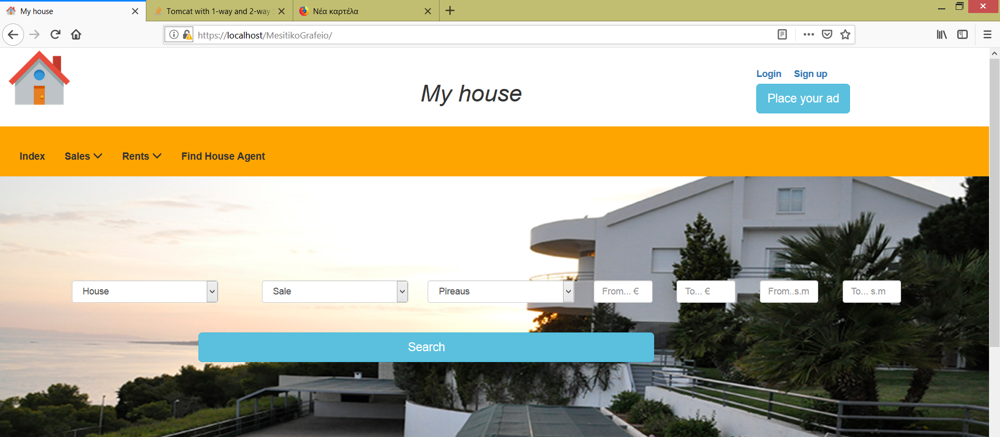 My house
Tomcat with 1-way and 2-way
Νέα καρτέλα
https://localhost/MesitikoGrafeio/
Login Sign up
My house
Place your ad
Index Sales Rents Find House Agent
House Sale Pireaus From... € To... € From..s.m To... s.m
Search